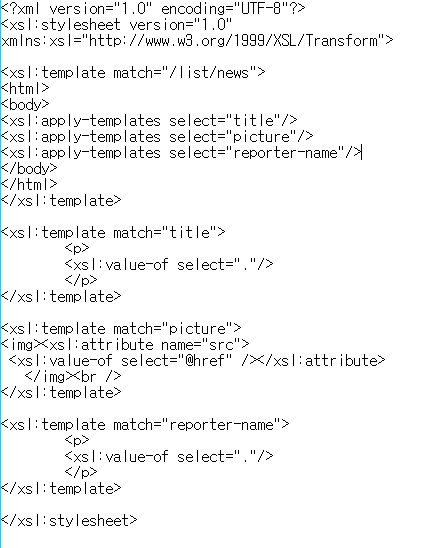 <?xml version="1.0" encoding="UTF-8"?>
<xsl:stylesheet version="1.0"
xmlns:xsl="http://www.w3.org/1999/XSL/Transform">
<xsl:template match="/list/news">
<html>
<body>
<xsl:apply-templates select="title"/>
<xsl:apply-templates select="picture"/>
<xsl:apply-templates select="reporter-name"/>
</body>
</html>
</xsl:template>
<xsl:template match="title">
<p>
<xsl:value-of select="."/>
</p>
</xsl:template>
<xsl:template match="picture">
<img><xsl:attribute name="src">
<xsl:value-of select="@href" /></xsl:attribute>
</img><br />
</xsl:template>
<xsl:template match="reporter-name">
<p>
<xsl:value-of select="."/>
</p>
</xsl:template>
</xsl:stylesheet>